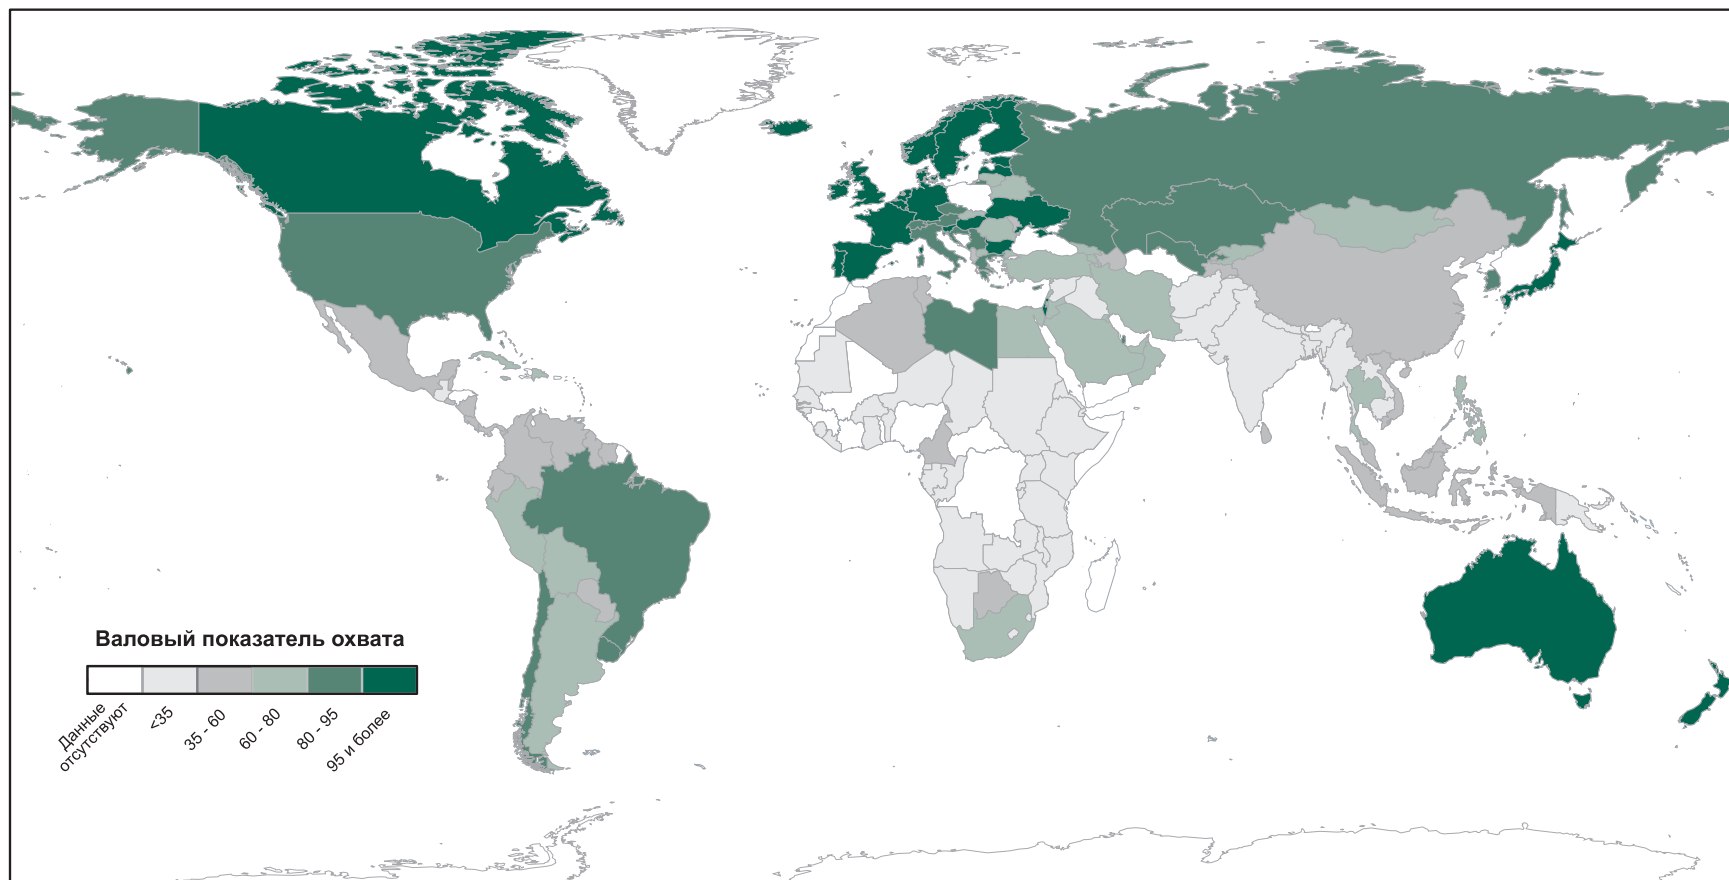 Валовый показатель охвата
Данные
отсутствуют
<35
35 - 60
60 - 80
80 - 95
95 и более